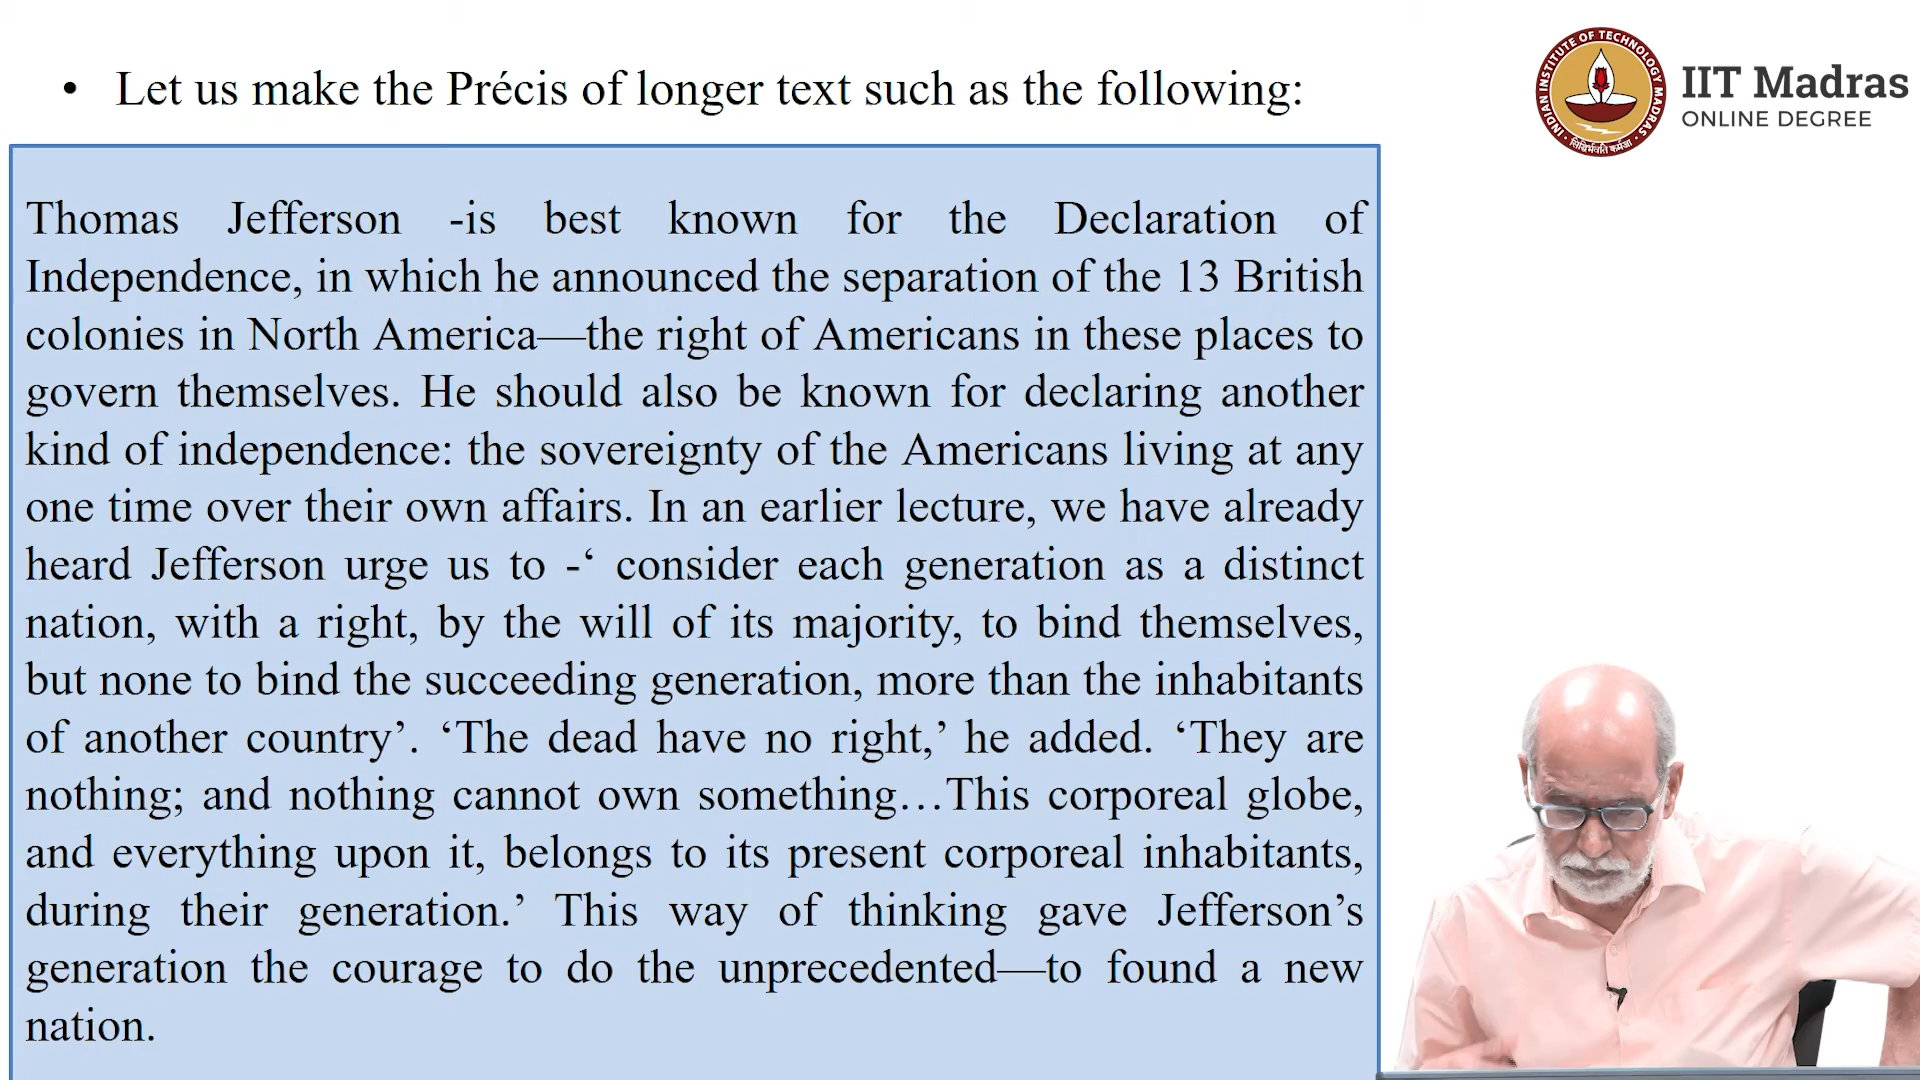 • Let us make the Précis of longer text such as the following:
INDIAN INSTITUTE OF TECHNOLOGY MADRAS
सिद्धिर्भवति कर्मजा
IIT Madras
ONLINE DEGREE
Thomas Jefferson -is best known for the Declaration of
Independence, in which he announced the separation of the 13 British
colonies in North America—the right of Americans in these places to
govern themselves. He should also be known for declaring another
kind of independence: the sovereignty of the Americans living at any
one time over their own affairs. In an earlier lecture, we have already
heard Jefferson urge us to -‘ consider each generation as a distinct
nation, with a right, by the will of its majority, to bind themselves,
but none to bind the succeeding generation, more than the inhabitants
of another country’. ‘The dead have no right,’ he added. ‘They are
nothing; and nothing cannot own something…This corporeal globe,
and everything upon it, belongs to its present corporeal inhabitants,
during their generation.’ This way of thinking gave Jefferson’s
generation the courage to do the unprecedented—to found a new
nation.